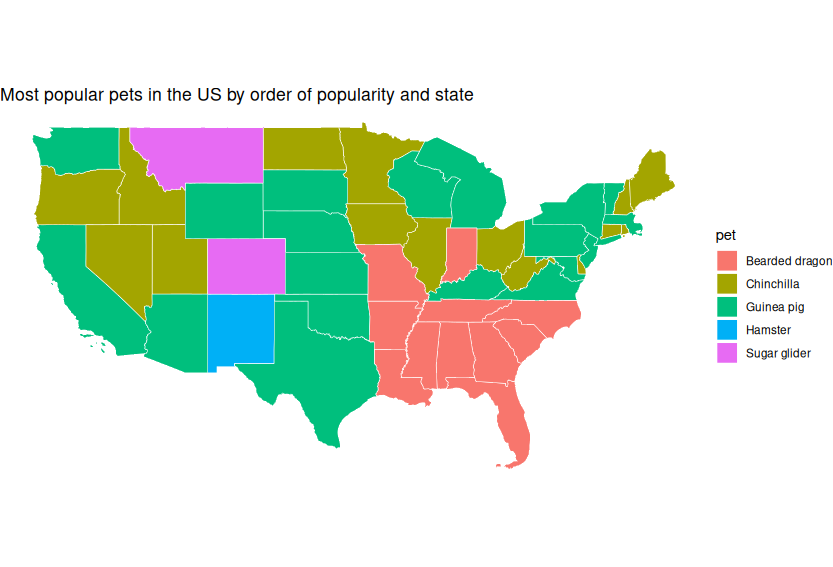 Most popular pets in the US by order of popularity and state
pet
Bearded dragon
Chinchilla
Guinea pig
Hamster
Sugar glider